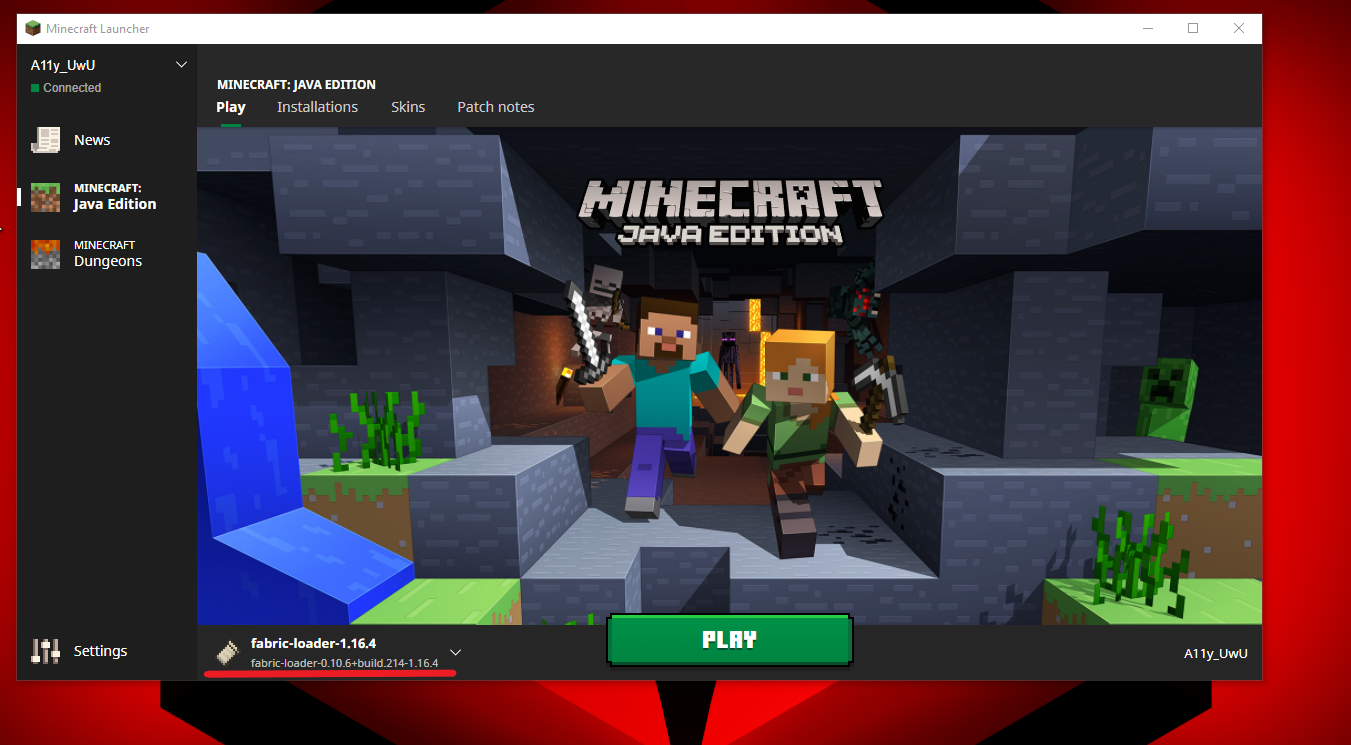 Minecraft Launcher
A11y_UwU
Connected
News
MINECRAFT:
Java Edition
MINECRAFT
Dungeons
Settings
MINECRAFT: JAVA EDITION
Play Installations Skins Patch notes
MINECRAFT
JAVA EDITION
fabric-loader-1.16.4
fabric-loader-0.10.6+build.214-1.16.4
PLAY
A11y_UwU